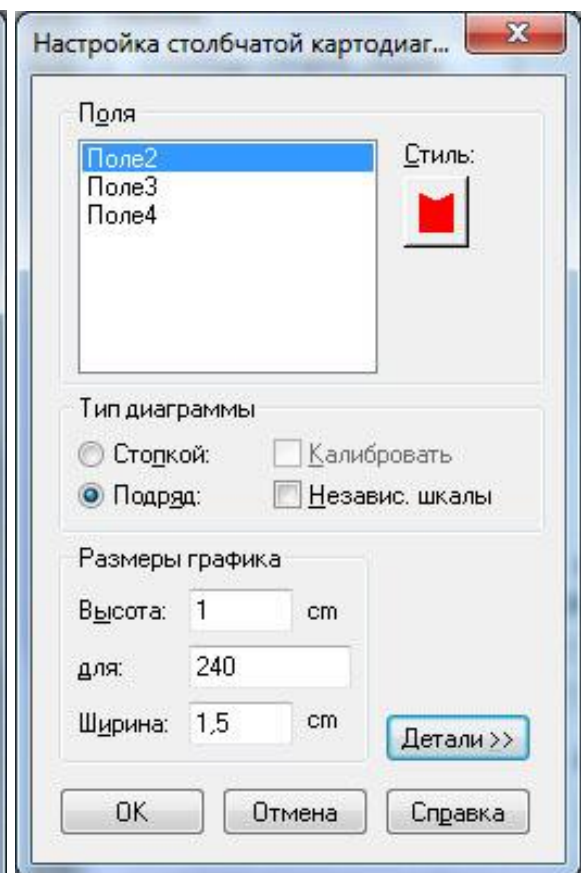 Настройка столбчатой картодиаг...
Поля
Поле2
Поле3
Поле4
Стиль:
Тип диаграммы
Стопкой:
Калибровать
Подряд:
Независ. шкалы
Размеры графика
Высота: 1 cm
для: 240
Ширина: 1,5 cm
Детали >>
OK
Отмена
Справка